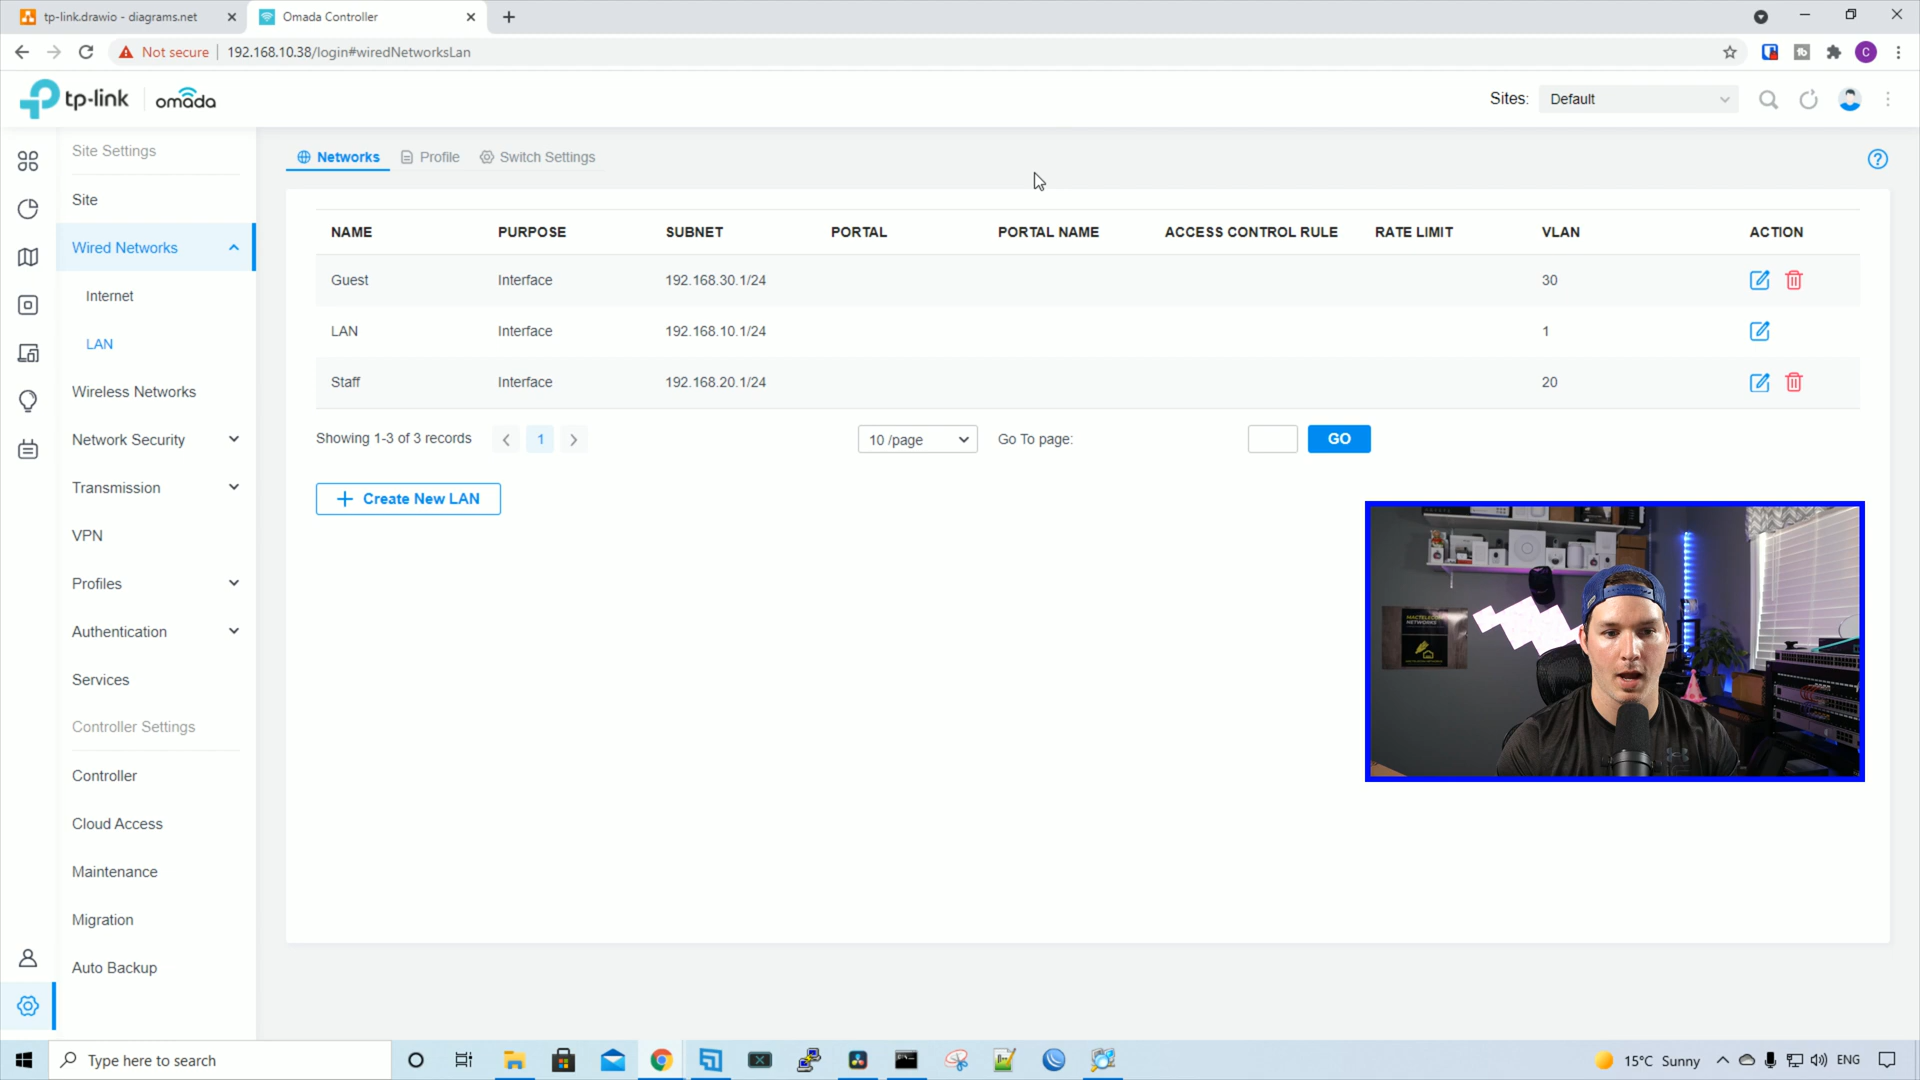 tp-link.drawio - diagrams.net
Omada Controller
Not secure
192.168.10.38/login#wiredNetworksLan
C
tp-link
omada
Sites:
Default
Site Settings
Networks
Profile
Switch Settings
Site
Wired Networks
Internet
LAN
Wireless Networks
Network Security
Transmission
VPN
Profiles
Authentication
Services
Controller Settings
Controller
Cloud Access
Maintenance
Migration
Auto Backup
NAME PURPOSE SUBNET PORTAL PORTAL NAME ACCESS CONTROL RULE RATE LIMIT VLAN ACTION
Guest Interface 192.168.30.1/24 30
LAN Interface 192.168.10.1/24 1
Staff Interface 192.168.20.1/24 20
Showing 1-3 of 3 records
1
10 /page
Go To page:
GO
Create New LAN
MACTELECOM
NETWORKS
Type here to search
15°C Sunny
ENG